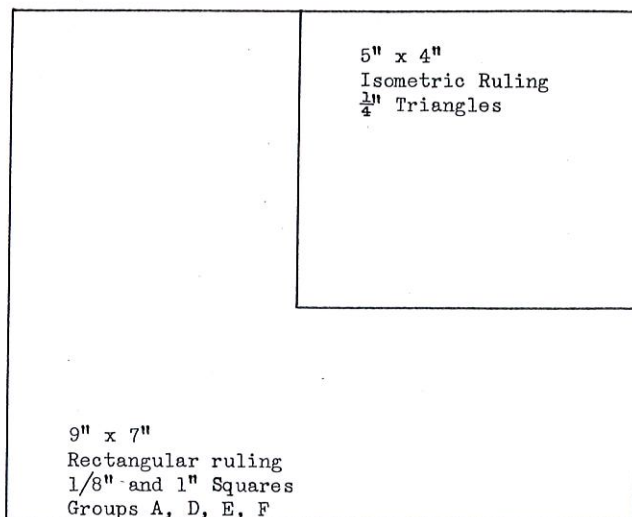 5" x 4"
Isometric Ruling
¼" Triangles
9" x 7"
Rectangular ruling
1/8" and 1" Squares
Groups A, D, E, F